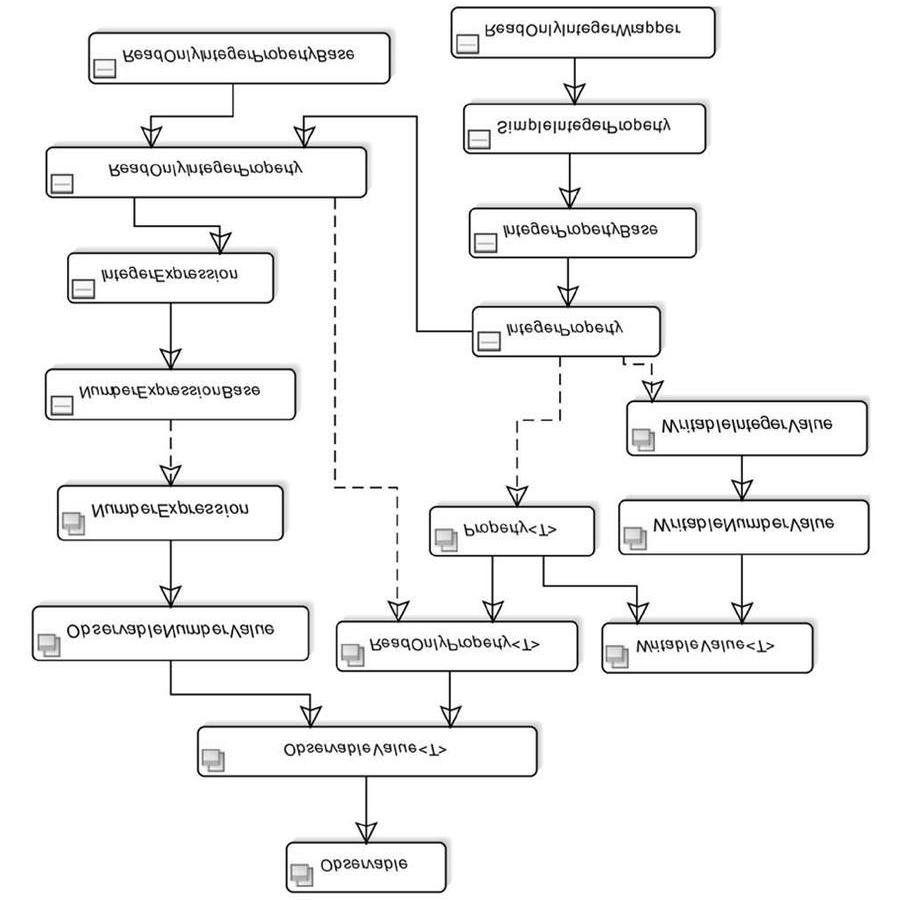 ReadOnlyIntegerWrapper
ReadOnlyIntegerPropertyBase
SimpleIntegerProperty
ReadOnlyIntegerProperty
IntegerPropertyBase
IntegerExpression
IntegerProperty
NumberExpressionBase
WritableIntegerValue
NumberExpression
Property<T>
WritableNumberValue
ObservableNumberValue
ReadOnlyProperty<T>
WritableValue<T>
ObservableValue<T>
Observable